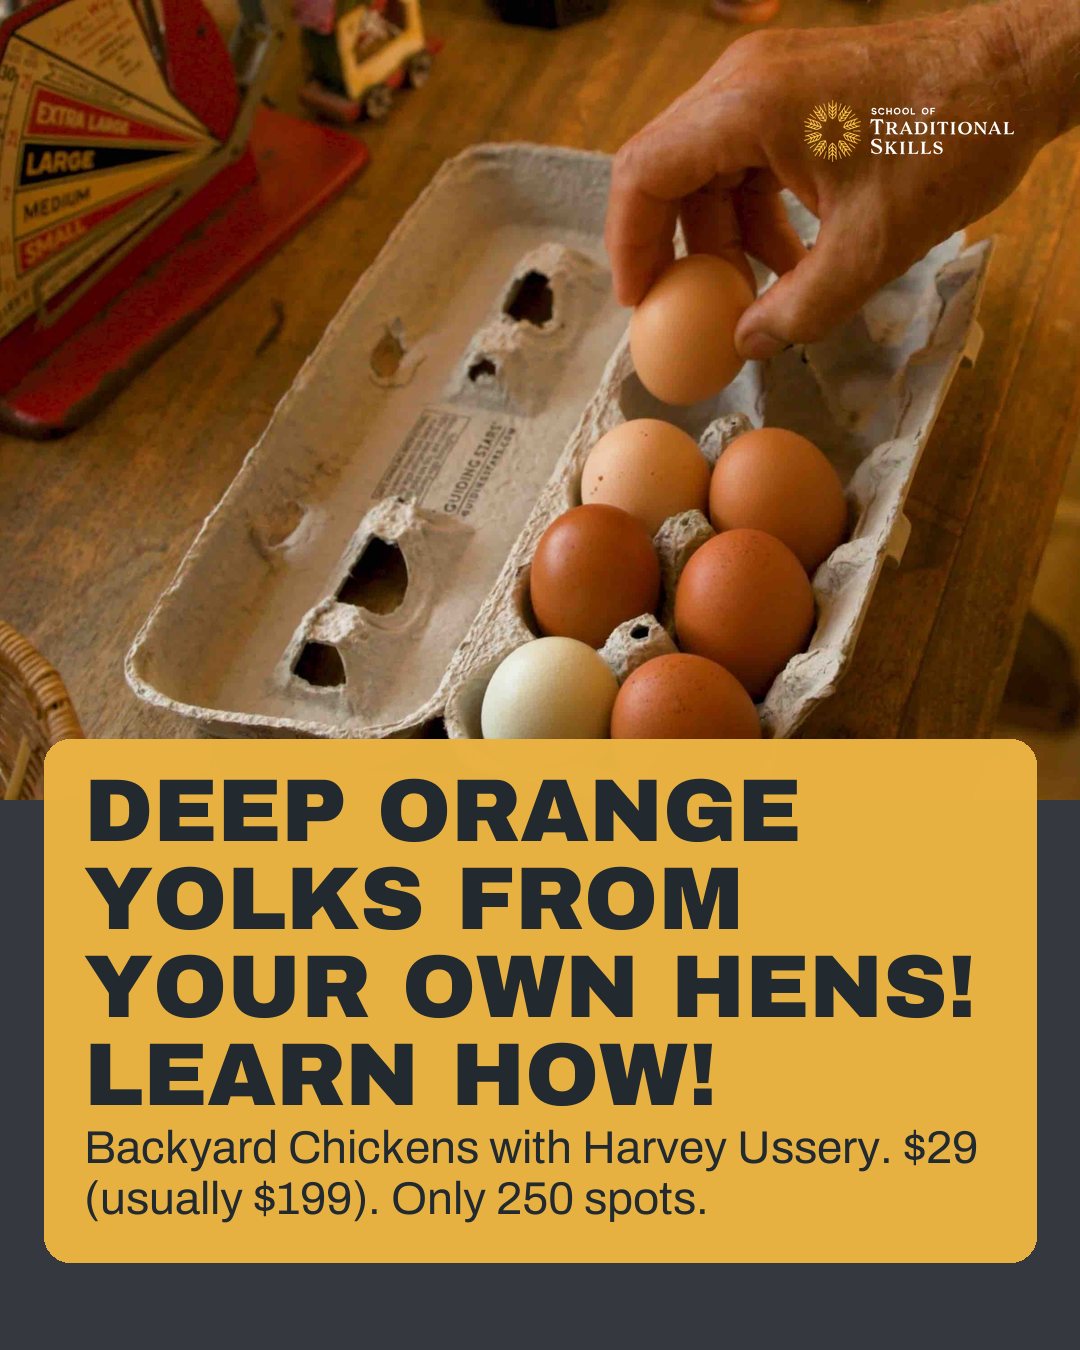 SCHOOL OF
TRADITIONAL
SKILLS
EXTRA LARGE
LARGE
MEDIUM
SMALL
GUIDING STARS
DEEP ORANGE
YOLKS FROM
YOUR OWN HENS!
LEARN HOW!
Backyard Chickens with Harvey Ussery. $29
(usually $199). Only 250 spots.